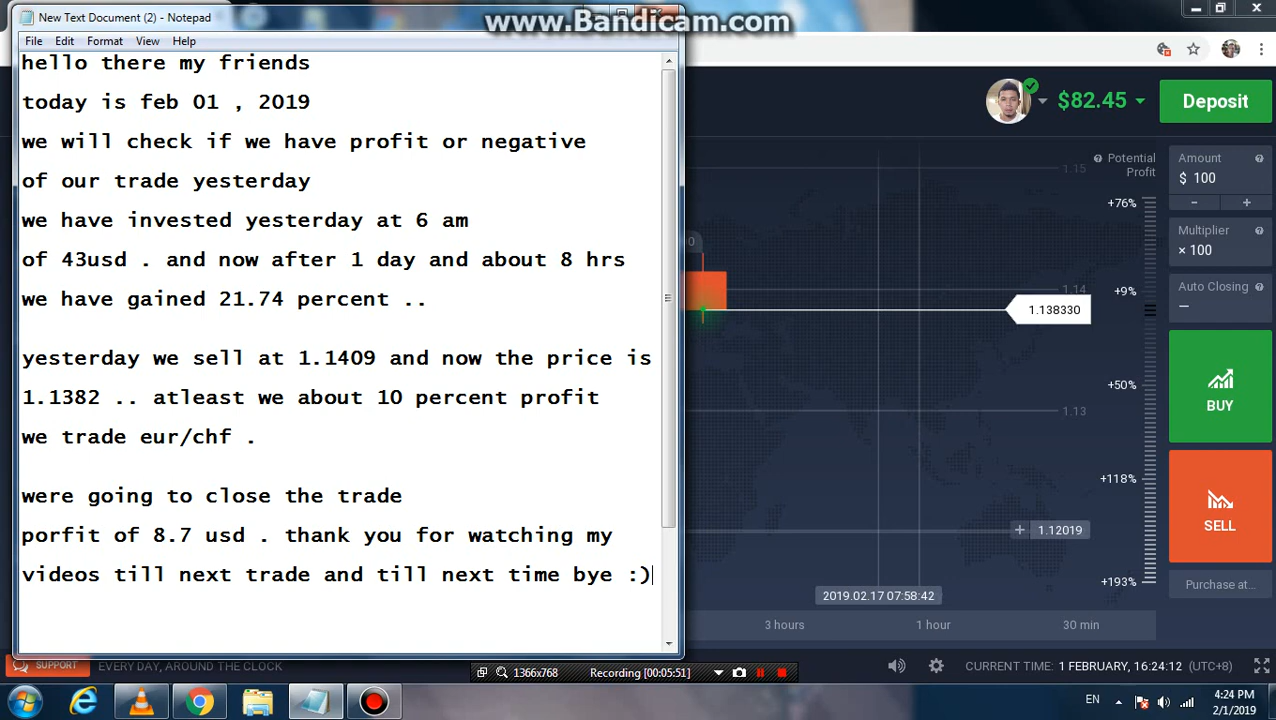 New Text Document (2) - Notepad
www.Bandicam.com
File Edit Format View Help
hello there my friends
today is feb 01 , 2019
we will check if we have profit or negative
of our trade yesterday
we have invested yesterday at 6 am
of 43usd . and now after 1 day and about 8 hrs
we have gained 21.74 percent ..
yesterday we sell at 1.1409 and now the price is
1.1382 .. atleast we about 10 percent profit
we trade eur/chf .
were going to close the trade
porfit of 8.7 usd . thank you for watching my
videos till next trade and till next time bye :)
$82.45
Deposit
1.15
Potential
Profit
+76%
1.14
+9%
1.138330
+50%
1.13
+118%
1.12019
+193%
Amount
$ 100
- +
Multiplier
× 100
Auto Closing
—
BUY
SELL
Purchase at...
2019.02.17 07:58:42
3 hours 1 hour 30 min
SUPPORT EVERY DAY, AROUND THE CLOCK
1366x768 Recording [00:05:51]
CURRENT TIME: 1 FEBRUARY, 16:24:12 (UTC+8)
EN
4:24 PM
2/1/2019